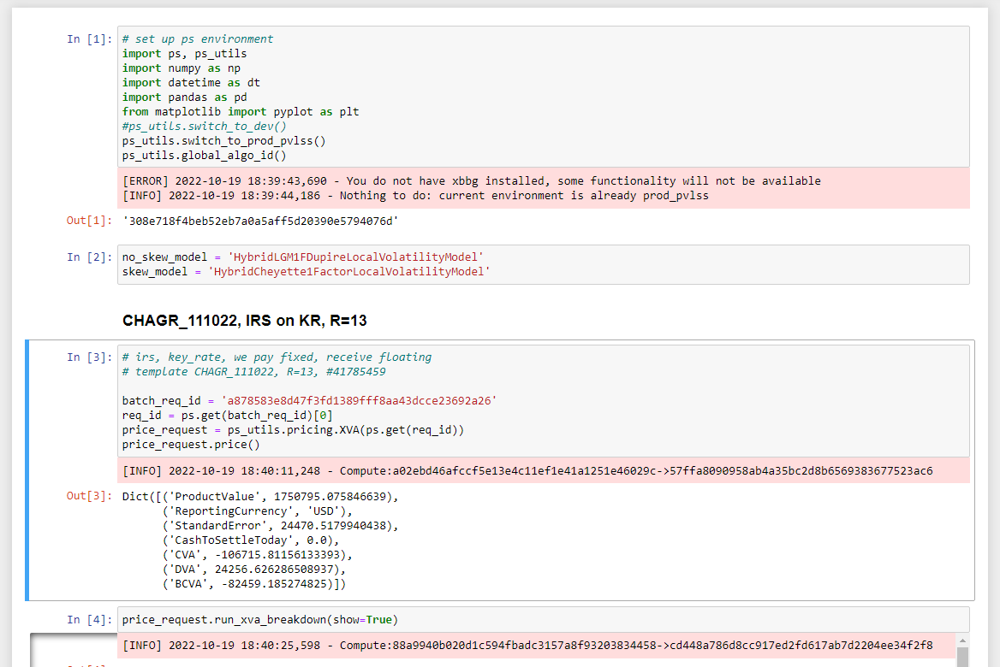 In [1]: # set up ps environment
import ps, ps_utils
import numpy as np
import datetime as dt
import pandas as pd
from matplotlib import pyplot as plt
#ps_utils.switch_to_dev()
ps_utils.switch_to_prod_pvlss()
ps_utils.global_algo_id()
[ERROR] 2022-10-19 18:39:43,690 - You do not have xbbg installed, some functionality will not be available
[INFO] 2022-10-19 18:39:44,186 - Nothing to do: current environment is already prod_pvlss
Out[1]: '308e718f4beb52eb7a0a5aff5d20390e5794076d'
In [2]: no_skew_model = 'HybridLGM1FDupireLocalVolatilityModel'
skew_model = 'HybridCheyette1FactorLocalVolatilityModel'
CHAGR_111022, IRS on KR, R=13
In [3]: # irs, key_rate, we pay fixed, receive floating
# template CHAGR_111022, R=13, #41785459
batch_req_id = 'a878583e8d47f3fd1389fff8aa43dcce23692a26'
req_id = ps.get(batch_req_id)[0]
price_request = ps_utils.pricing.XVA(ps.get(req_id))
price_request.price()
[INFO] 2022-10-19 18:40:11,248 - Compute:a02ebd46afccf5e13e4c11ef1e41a1251e46029c->57ffa8090958ab4a35bc2d8b6569383677523ac6
Out[3]: Dict([('ProductValue', 1750795.075846639),
('ReportingCurrency', 'USD'),
('StandardError', 24470.5179940438),
('CashToSettleToday', 0.0),
('CVA', -106715.81156133393),
('DVA', 24256.626286508937),
('BCVA', -82459.185274825)])
In [4]: price_request.run_xva_breakdown(show=True)
[INFO] 2022-10-19 18:40:25,598 - Compute:88a9940b020d1c594fbadc3157a8f93203834458->cd448a786d8cc917ed2fd617ab7d2204ee34f2f8